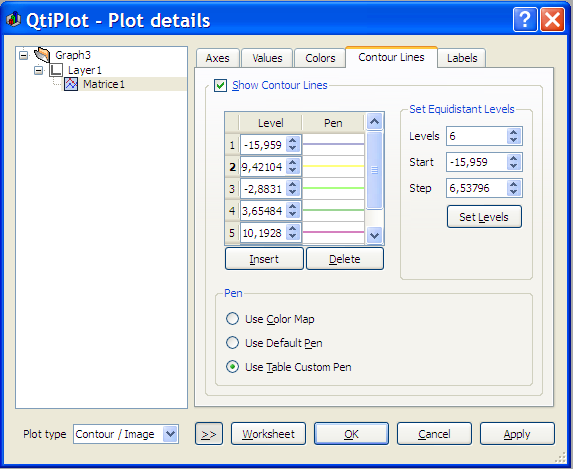 QtiPlot - Plot details
Graph3
Layer1
Matrice1
Axes Values Colors Contour Lines Labels
Show Contour Lines
Level Pen
1 -15,959
2 9,42104
3 -2,8831
4 3,65484
5 10,1928
Insert Delete
Set Equidistant Levels
Levels 6
Start -15,959
Step 6,53796
Set Levels
Pen
Use Color Map
Use Default Pen
Use Table Custom Pen
Plot type Contour / Image >> Worksheet OK Cancel Apply